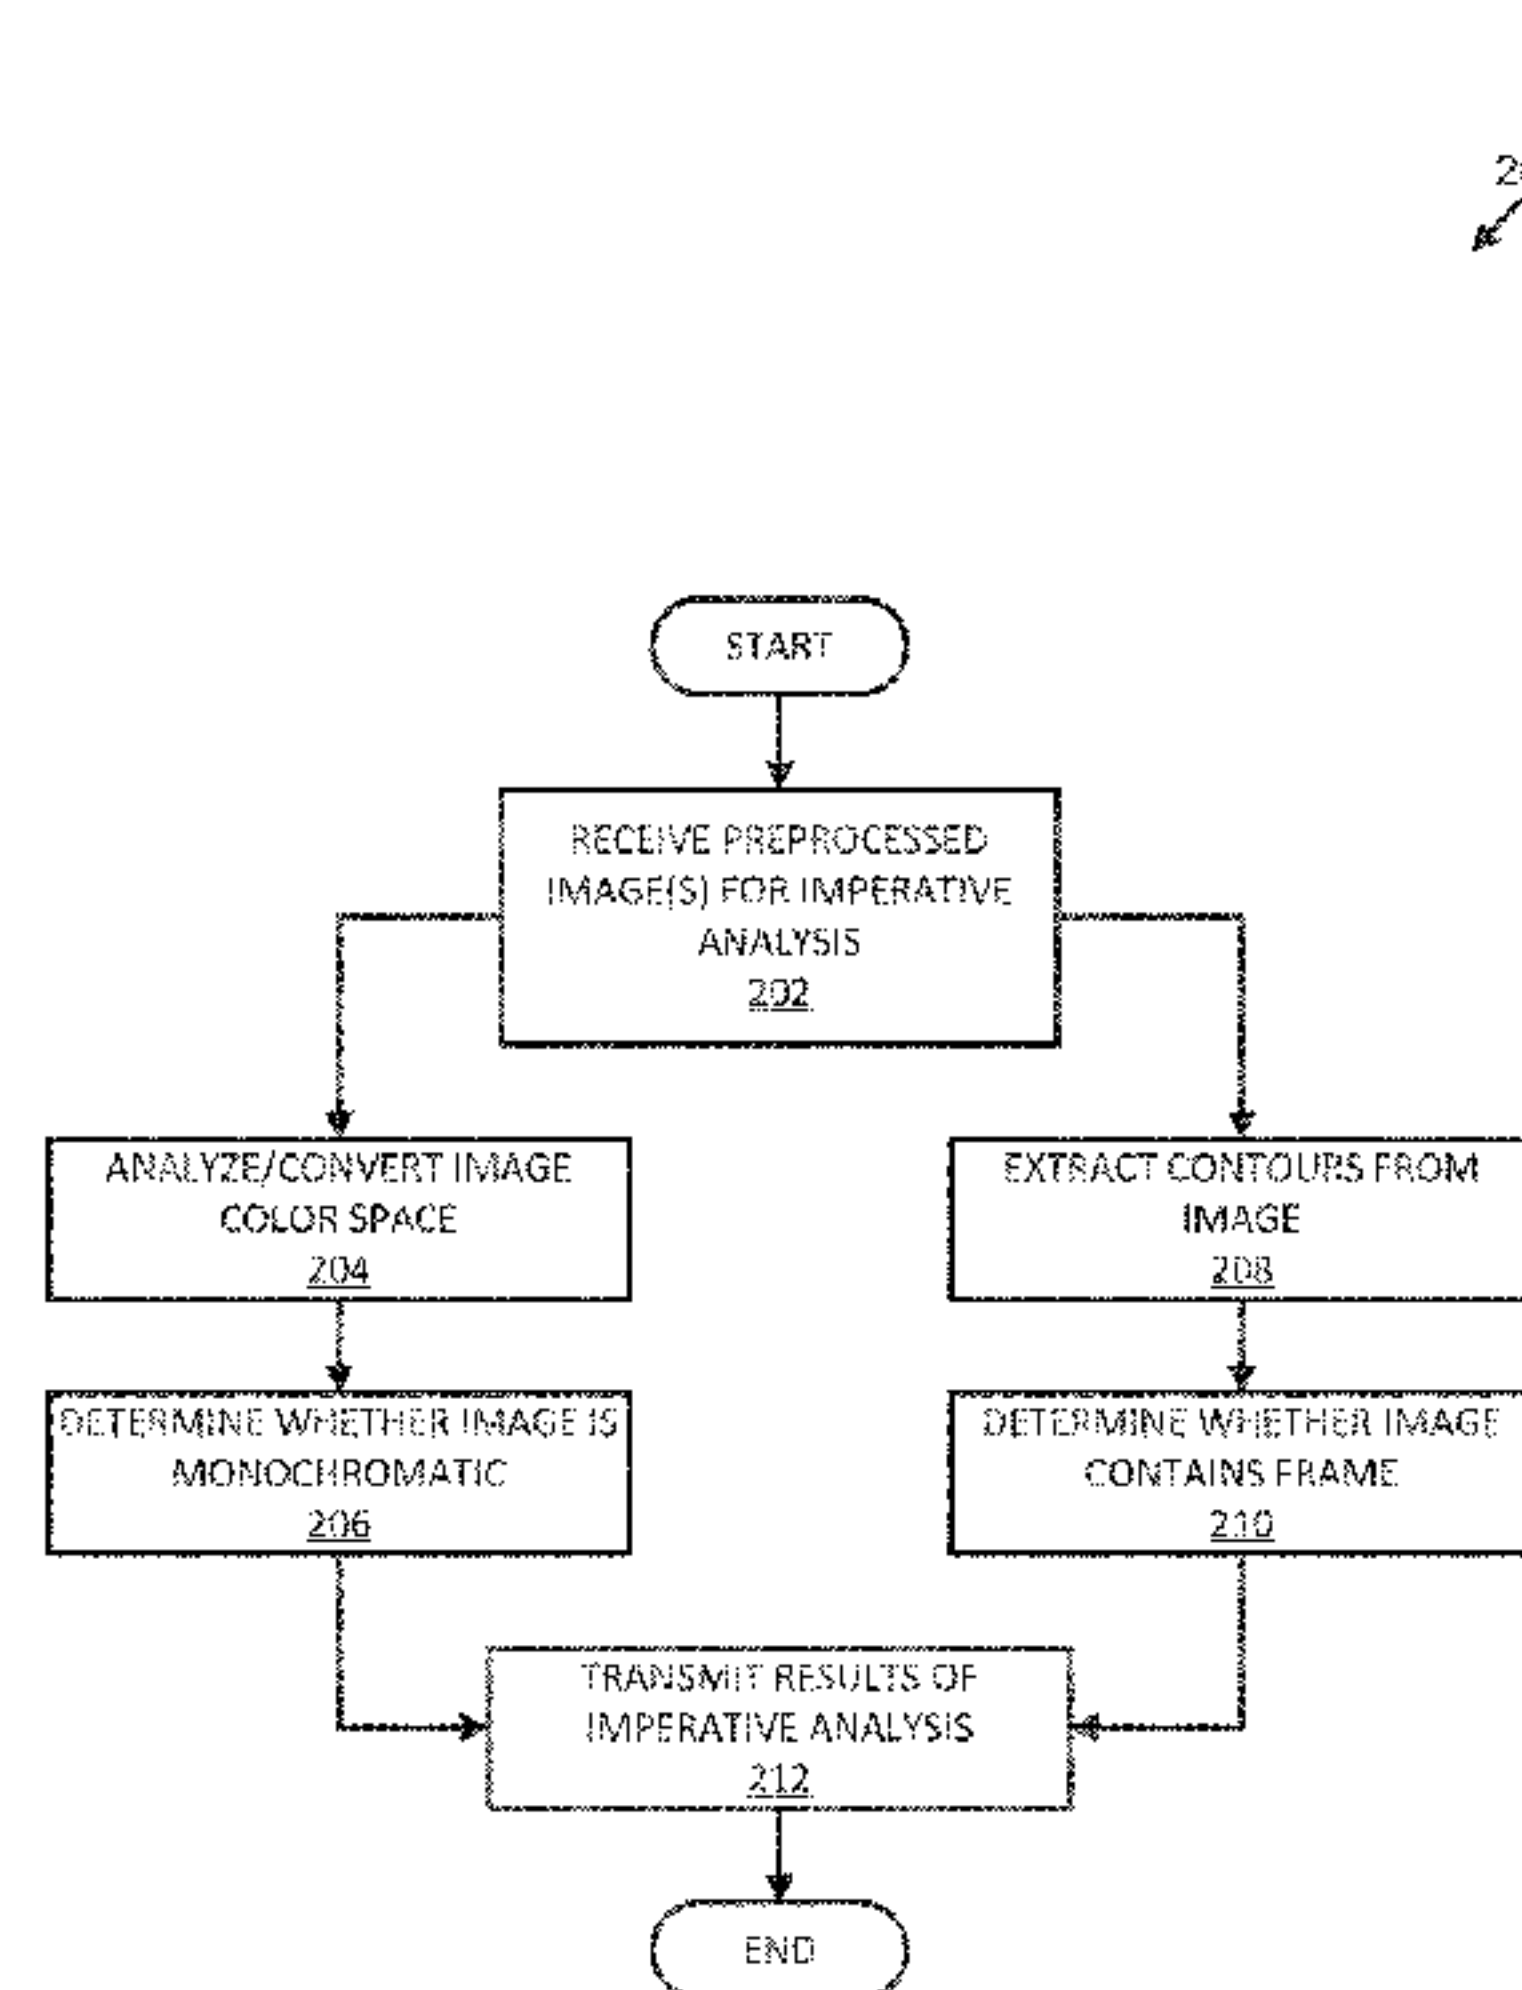 START
RECEIVE PREPROCESSED
IMAGE(S) FOR IMPERATIVE
ANALYSIS
202
ANALYZE/CONVERT IMAGE
COLOR SPACE
204
EXTRACT CONTOURS FROM
IMAGE
208
DETERMINE WHETHER IMAGE IS
MONOCHROMATIC
206
DETERMINE WHETHER IMAGE
CONTAINS FRAME
210
TRANSMIT RESULTS OF
IMPERATIVE ANALYSIS
212
END